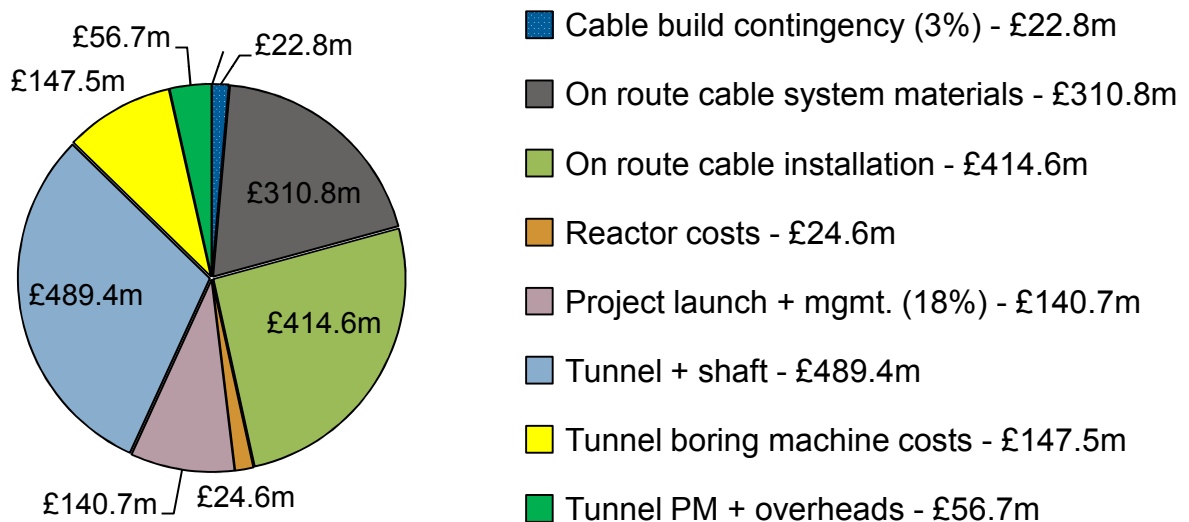 £56.7m
£22.8m
£147.5m
£310.8m
£489.4m
£414.6m
£140.7m
£24.6m
Cable build contingency (3%) - £22.8m
On route cable system materials - £310.8m
On route cable installation - £414.6m
Reactor costs - £24.6m
Project launch + mgmt. (18%) - £140.7m
Tunnel + shaft - £489.4m
Tunnel boring machine costs - £147.5m
Tunnel PM + overheads - £56.7m